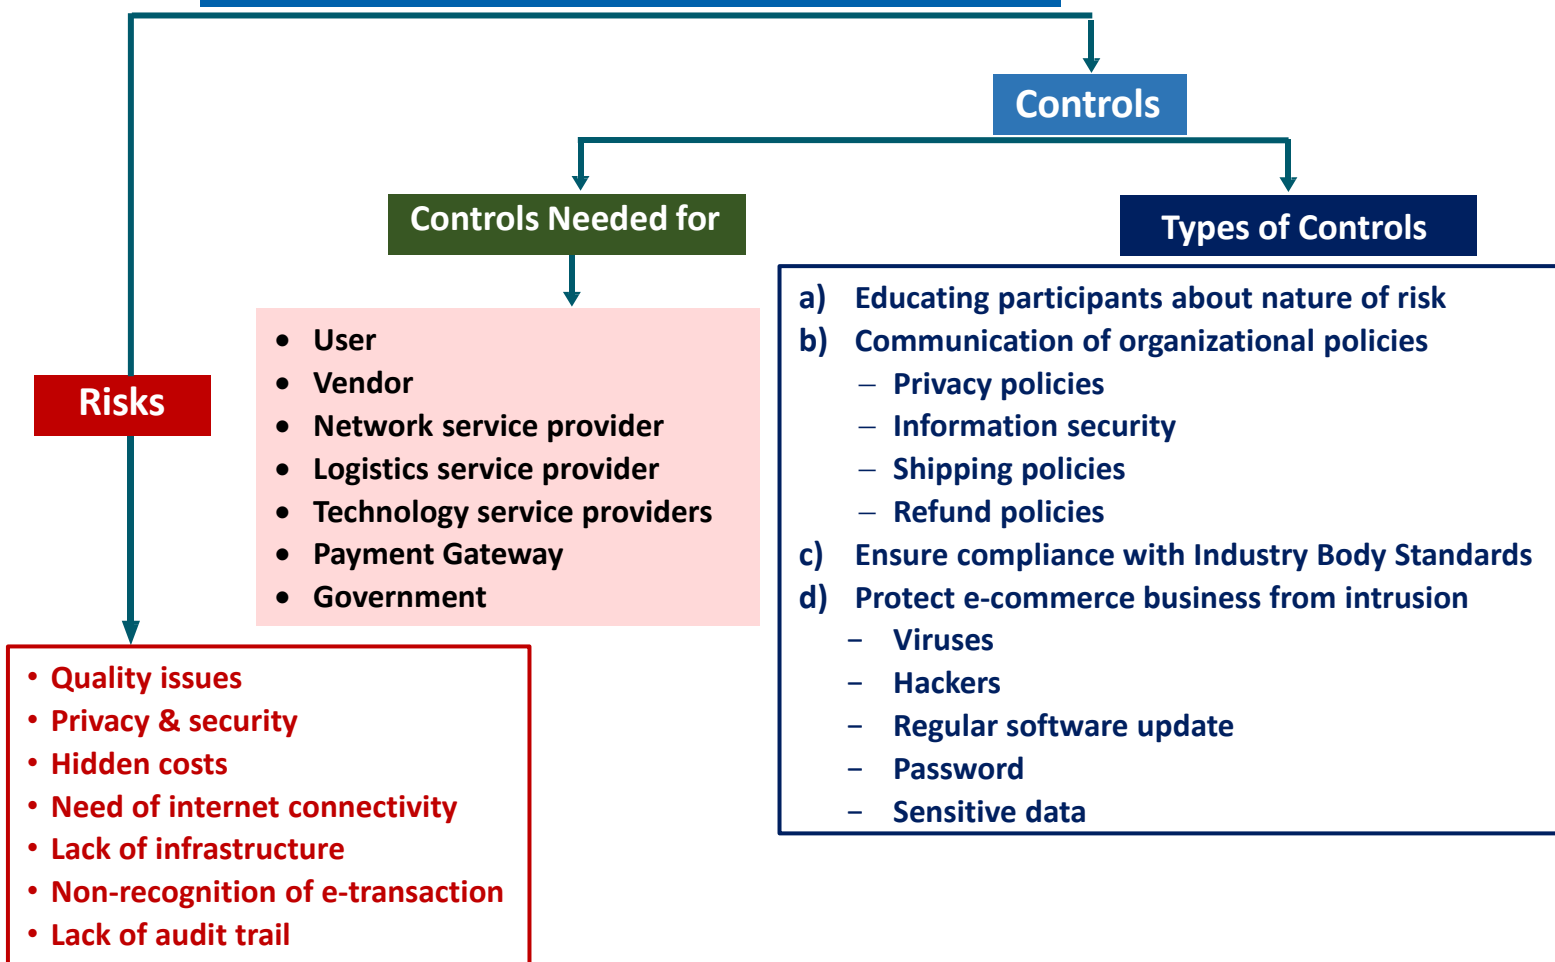 Controls
Controls Needed for
Types of Controls
• User
• Vendor
• Network service provider
• Logistics service provider
• Technology service providers
• Payment Gateway
• Government
a) Educating participants about nature of risk
b) Communication of organizational policies
– Privacy policies
– Information security
– Shipping policies
– Refund policies
c) Ensure compliance with Industry Body Standards
d) Protect e-commerce business from intrusion
– Viruses
– Hackers
– Regular software update
– Password
– Sensitive data
Risks
• Quality issues
• Privacy & security
• Hidden costs
• Need of internet connectivity
• Lack of infrastructure
• Non-recognition of e-transaction
• Lack of audit trail